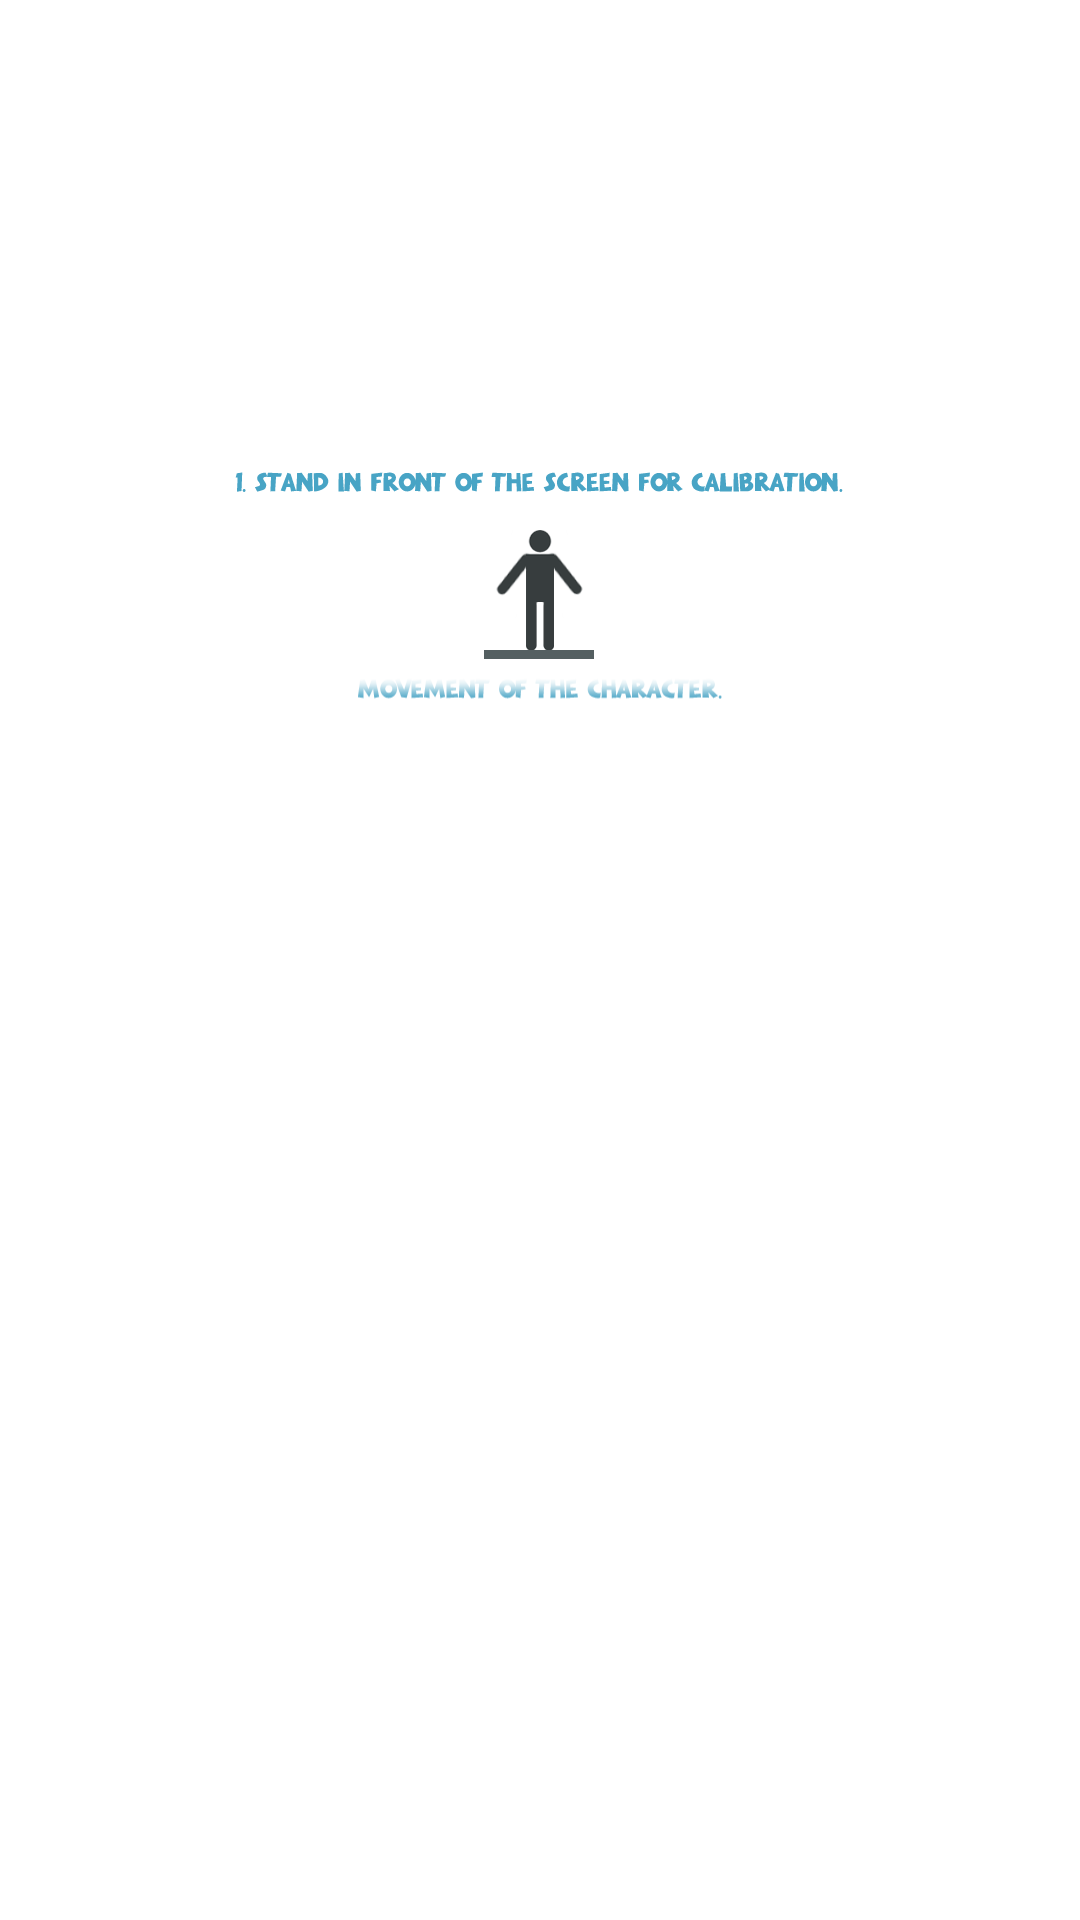 1. STAND IN FRONT OF THE SCREEN FOR CALIBRATION.
MOVEMENT OF THE CHARACTER.